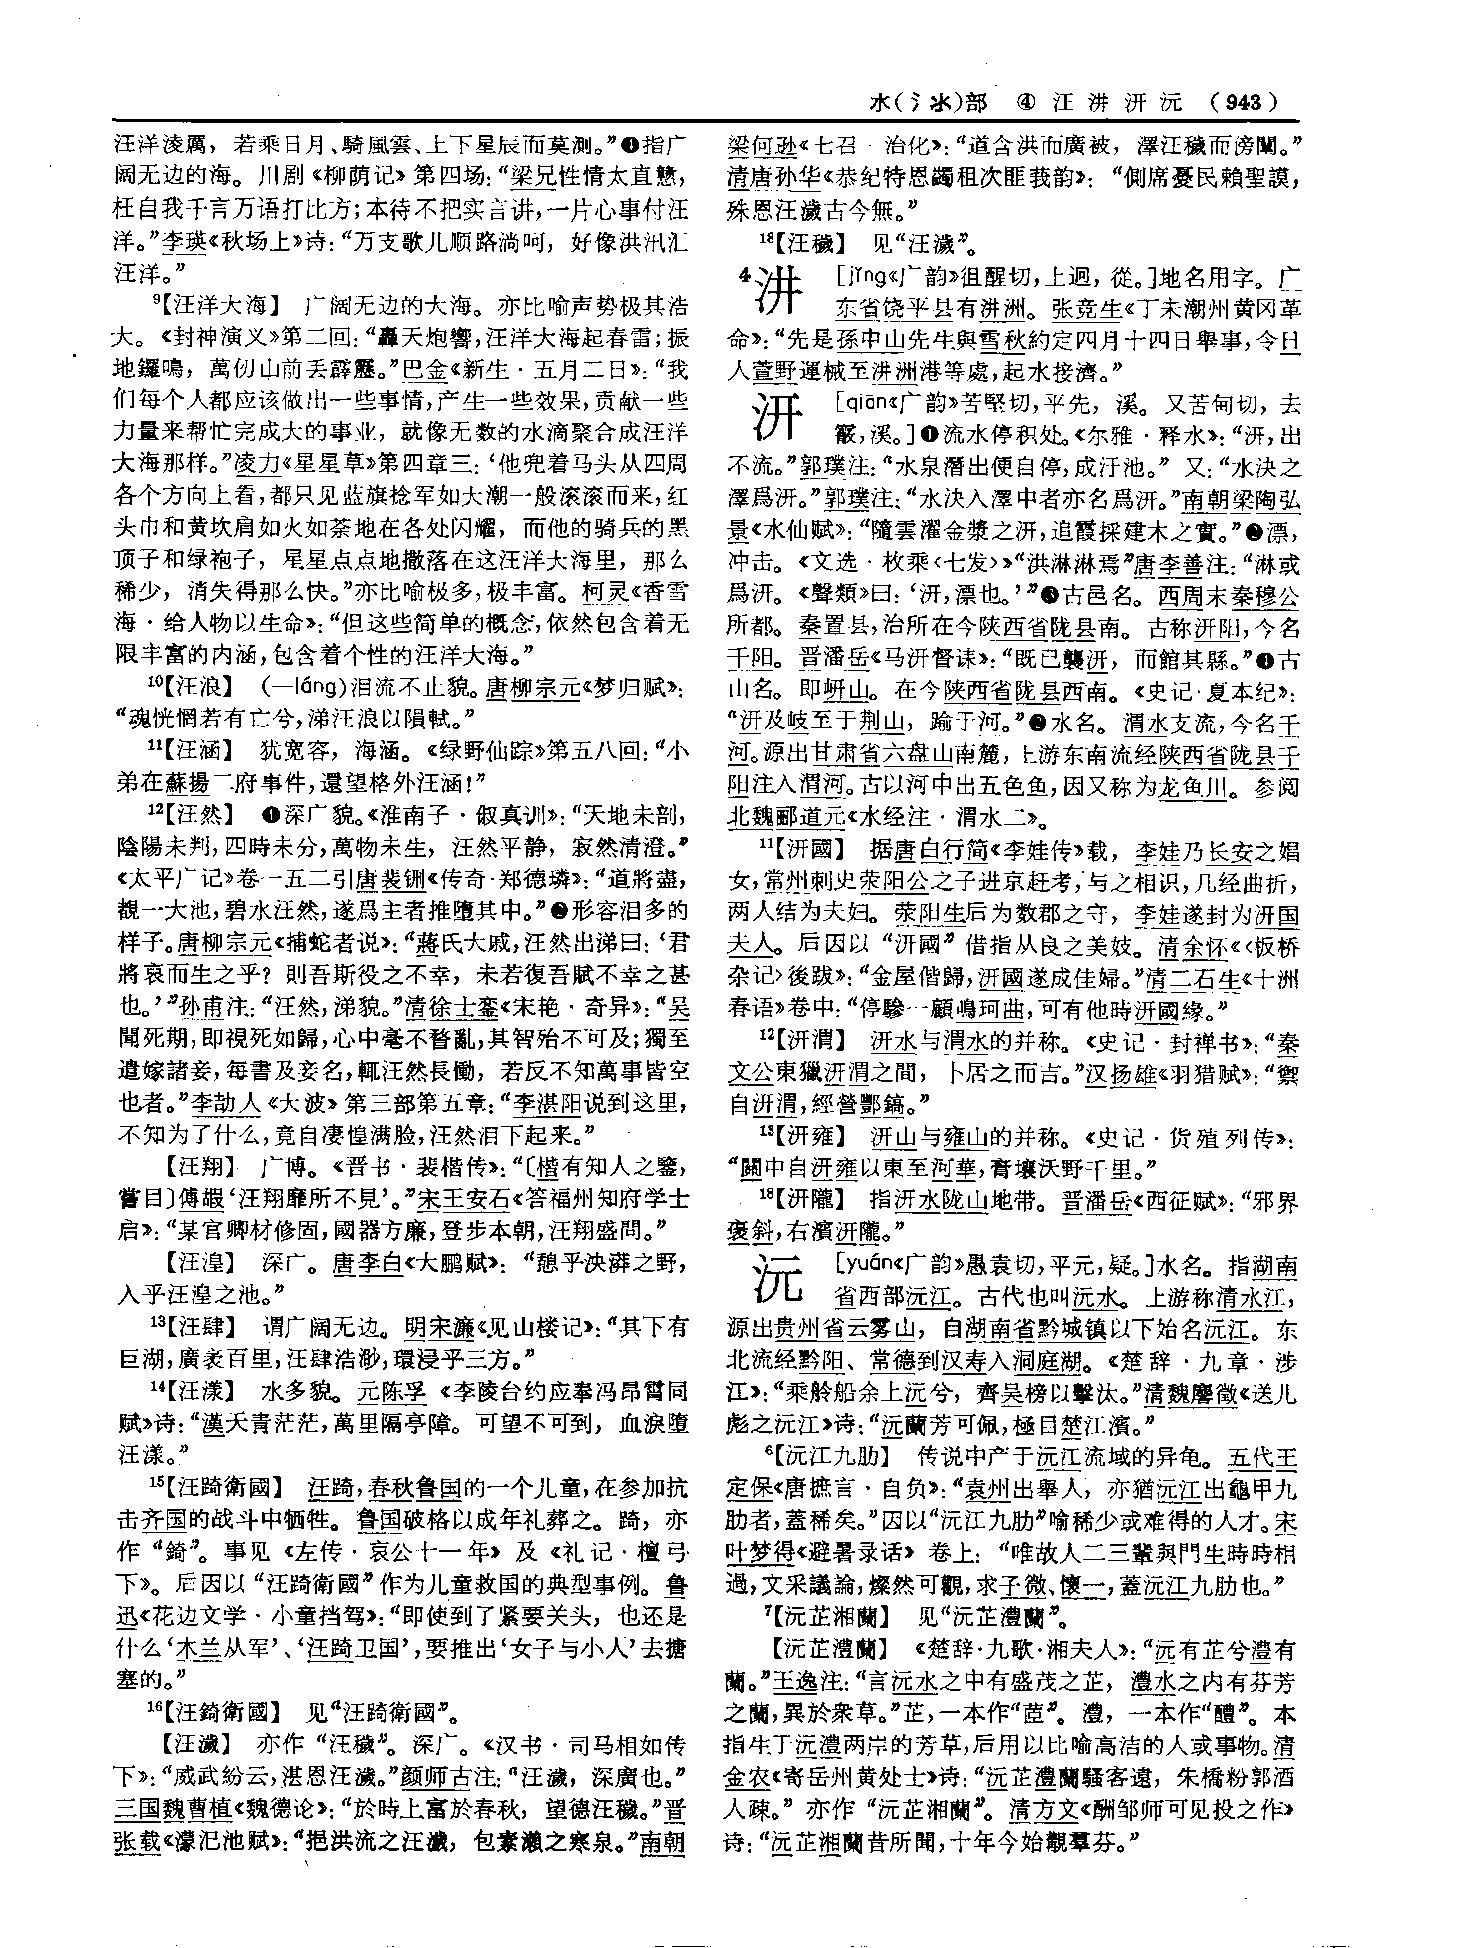 水(氵氺)部 ④ 汪 汫 汧 沅 (943)
汪洋淩厲，若乘日月、騎風雲、上下星辰而莫測。”❹指广
阔无边的海。川剧《柳荫记》第四场：“梁兄性情太直戆，
枉自我千言万语打比方；本待不把实言讲，一片心事付汪
洋。”李瑛《秋场上》诗：“万支歌儿顺路淌呵，好像洪汛汇
汪洋。”
⁹【汪洋大海】 广阔无边的大海。亦比喻声势极其浩
大。《封神演义》第二回：“轟天炮響，汪洋大海起春雷；振
地鑼鳴，萬仞山前丢霹靂。”巴金《新生·五月二日》：“我
们每个人都应该做出一些事情，产生一些效果，贡献一些
力量来帮忙完成大的事业，就像无数的水滴聚合成汪洋
大海那样。”凌力《星星草》第四章三：‘他兜着马头从四周
各个方向上看，都只见蓝旗捻军如大潮一般滚滚而来，红
头巾和黄坎肩如火如荼地在各处闪耀，而他的骑兵的黑
顶子和绿袍子，星星点点地撒落在这汪洋大海里，那么
稀少，消失得那么快。”亦比喻极多，极丰富。柯灵《香雪
海·给人物以生命》：“但这些简单的概念，依然包含着无
限丰富的内涵，包含着个性的汪洋大海。”
¹⁰【汪浪】 (—láng)泪流不止貌。唐柳宗元《梦归赋》：
“魂恍惘若有亡兮，涕汪浪以隕軾。”
¹¹【汪涵】 犹宽容，海涵。《绿野仙踪》第五八回：“小
弟在蘇揚二府事件，還望格外汪涵！”
¹²【汪然】 ❶深广貌。《淮南子·俶真训》：“天地未剖，
陰陽未判，四時未分，萬物未生，汪然平静，寂然清澄。”
《太平广记》卷一五二引唐裴铏《传奇·郑德璘》：“道將盡，
覩一大池，碧水汪然，遂爲主者推墮其中。”❷形容泪多的
样子。唐柳宗元《捕蛇者说》：“蔣氏大戚，汪然出涕曰：‘君
將哀而生之乎？則吾斯役之不幸，未若復吾賦不幸之甚
也。’”孙甫注：“汪然，涕貌。”清徐士銮《宋艳·奇异》：“吴
聞死期，即視死如歸，心中毫不瞀亂，其智殆不可及；獨至
遣嫁諸妾，每書及妾名，輒汪然長慟，若反不知萬事皆空
也者。”李劼人《大波》第三部第五章：“李湛阳说到这里，
不知为了什么，竟自凄惶满脸，汪然泪下起来。”
【汪翔】 广博。《晋书·裴楷传》：“〔楷有知人之鑒，
嘗目〕傅嘏‘汪翔靡所不見’。”宋王安石《答福州知府学士
启》：“某官卿材修固，國器方廉，登步本朝，汪翔盛問。”
【汪湟】 深广。唐李白《大鹏赋》：“憩乎泱漭之野，
入乎汪湟之池。”
¹³【汪肆】 谓广阔无边。明宋濂《见山楼记》：“其下有
巨湖，廣袤百里，汪肆浩渺，環浸乎三方。”
¹⁴【汪漾】 水多貌。元陈孚《李陵台约应奉冯昂霄同
赋》诗：“漢天青茫茫，萬里隔亭障。可望不可到，血淚墮
汪漾。”
¹⁵【汪踦衛國】 汪踦，春秋鲁国的一个儿童，在参加抗
击齐国的战斗中牺牲。鲁国破格以成年礼葬之。踦，亦
作“錡”。事见《左传·哀公十一年》及《礼记·檀弓
下》。后因以“汪踦衛國”作为儿童救国的典型事例。鲁
迅《花边文学·小童挡驾》：“即使到了紧要关头，也还是
什么‘木兰从军’、‘汪踦卫国’，要推出‘女子与小人’去搪
塞的。”
¹⁶【汪錡衛國】 见“汪踦衛國”。
【汪濊】 亦作“汪穢”。深广。《汉书·司马相如传
下》：“威武紛云，湛恩汪濊。”颜师古注：“汪濊，深廣也。”
三国魏曹植《魏德论》：“於時上富於春秋，望德汪穢。”晋
张载《濛汜池赋》：“挹洪流之汪濊，包素瀨之寒泉。”南朝
梁何逊《七召·治化》：“道含洪而廣被，澤汪穢而滂闡。”
清唐孙华《恭纪特恩蠲租次匪莪韵》：“側席憂民賴聖謨，
殊恩汪濊古今無。”
¹⁸【汪穢】 见“汪濊”。
⁴汫 [jǐng《广韵》徂醒切，上迥，從。]地名用字。广
东省饶平县有汫洲。张竞生《丁未潮州黄冈革
命》：“先是孫中山先生與雪秋約定四月十四日舉事，令日
人萱野運械至汫洲港等處，起水接濟。”
汧 [qiān《广韵》苦堅切，平先，溪。又苦甸切，去
霰，溪。]❶流水停积处。《尔雅·释水》：“汧，出
不流。”郭璞注：“水泉潛出便自停，成汙池。”又：“水決之
澤爲汧。”郭璞注：“水决入澤中者亦名爲汧。”南朝梁陶弘
景《水仙赋》：“隨雲濯金漿之汧，追霞採建木之實。”❷漂，
冲击。《文选·枚乘〈七发〉》“洪淋淋焉”唐李善注：“淋或
爲汧。《聲類》曰：‘汧，漂也。’”❸古邑名。西周末秦穆公
所都。秦置县，治所在今陕西省陇县南。古称汧阳，今名
千阳。晋潘岳《马汧督诔》：“既已襲汧，而館其縣。”❹古
山名。即岍山。在今陕西省陇县西南。《史记·夏本纪》：
“汧及岐至于荆山，踰于河。”❷水名。渭水支流，今名千
河。源出甘肃省六盘山南麓，上游东南流经陕西省陇县千
阳注入渭河。古以河中出五色鱼，因又称为龙鱼川。参阅
北魏郦道元《水经注·渭水二》。
¹¹【汧國】 据唐白行简《李娃传》载，李娃乃长安之娼
女，常州刺史荥阳公之子进京赶考，与之相识，几经曲折，
两人结为夫妇。荥阳生后为数郡之守，李娃遂封为汧国
夫人。后因以“汧國”借指从良之美妓。清余怀《〈板桥
杂记〉後跋》：“金屋偕歸，汧國遂成佳婦。”清二石生《十洲
春语》卷中：“停驂一顧鳴珂曲，可有他時汧國緣。”
¹²【汧渭】 汧水与渭水的并称。《史记·封禅书》：“秦
文公東獵汧渭之間，卜居之而吉。”汉扬雄《羽猎赋》：“禦
自汧渭，經營酆鎬。”
¹³【汧雍】 汧山与雍山的并称。《史记·货殖列传》：
“關中自汧雍以東至河華，膏壤沃野千里。”
¹⁸【汧隴】 指汧水陇山地带。晋潘岳《西征赋》：“邪界
褒斜，右濱汧隴。”
沅 [yuán《广韵》愚袁切，平元，疑。]水名。指湖南
省西部沅江。古代也叫沅水。上游称清水江，
源出贵州省云雾山，自湖南省黔城镇以下始名沅江。东
北流经黔阳、常德到汉寿入洞庭湖。《楚辞·九章·涉
江》：“乘舲船余上沅兮，齊吴榜以擊汰。”清魏麐徵《送儿
彪之沅江》诗：“沅蘭芳可佩，極目楚江濱。”
⁶【沅江九肋】 传说中产于沅江流域的异龟。五代王
定保《唐摭言·自负》：“袁州出舉人，亦猶沅江出龜甲九
肋者，蓋稀矣。”因以“沅江九肋”喻稀少或难得的人才。宋
叶梦得《避暑录话》卷上：“唯故人二三輩與門生時時相
過，文采議論，燦然可觀，求子微、懷一，蓋沅江九肋也。”
⁷【沅芷湘蘭】 见“沅芷澧蘭”。
【沅芷澧蘭】 《楚辞·九歌·湘夫人》：“沅有芷兮澧有
蘭。”王逸注：“言沅水之中有盛茂之芷，澧水之内有芬芳
之蘭，異於衆草。”芷，一本作“茝”。澧，一本作“醴”。本
指生于沅澧两岸的芳草，后用以比喻高洁的人或事物。清
金农《寄岳州黄处士》诗：“沅芷澧蘭騷客遠，朱橋粉郭酒
人疎。”亦作“沅芷湘蘭”。清方文《酬邹师可见投之作》
诗：“沅芷湘蘭昔所聞，十年今始觀羣芬。”